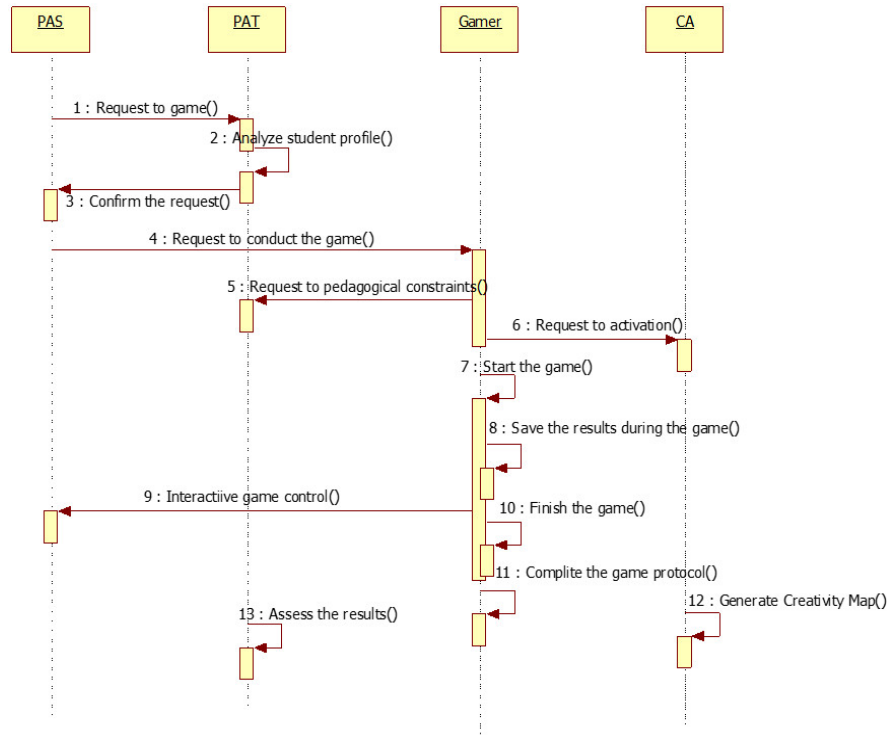 PAS
PAT
Gamer
CA
1 : Request to game()
2 : Analyze student profile()
3 : Confirm the request()
4 : Request to conduct the game()
5 : Request to pedagogical constraints()
6 : Request to activation()
7 : Start the game()
8 : Save the results during the game()
9 : Interactiive game control()
10 : Finish the game()
11 : Complite the game protocol()
12 : Generate Creativity Map()
13 : Assess the results()